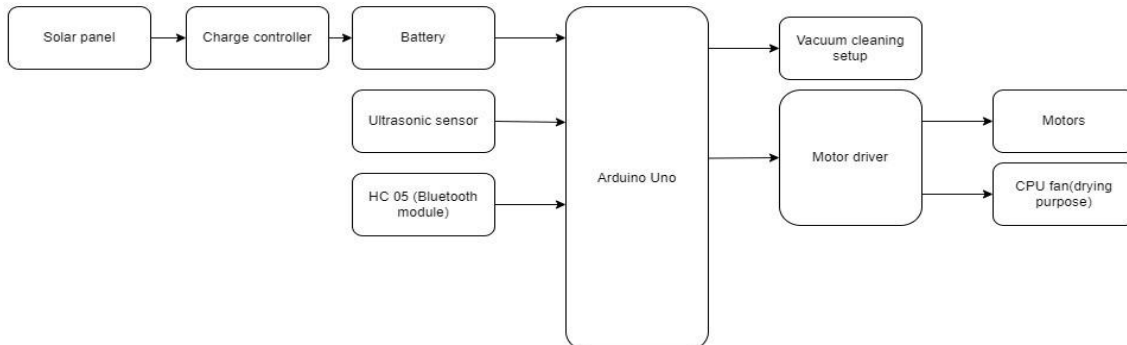 Solar panel
Charge controller
Battery
Vacuum cleaning
setup
Ultrasonic sensor
Motors
Arduino Uno
Motor driver
HC 05 (Bluetooth
module)
CPU fan(drying
purpose)